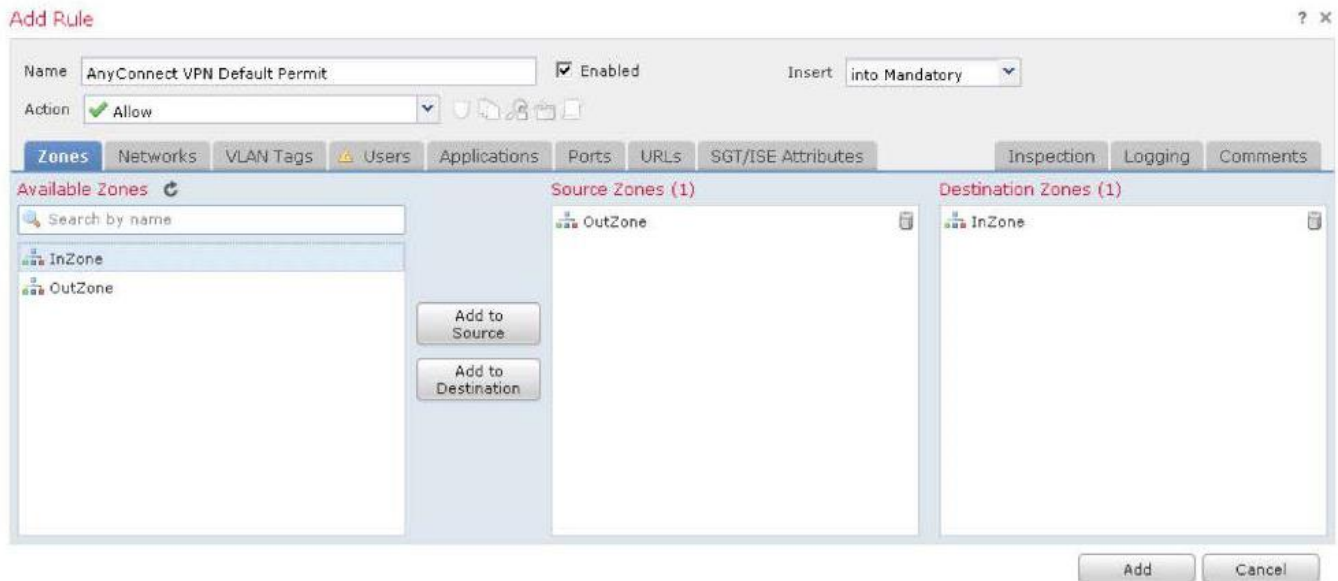 Add Rule
? ×
Name AnyConnect VPN Default Permit Enabled Insert into Mandatory
Action Allow
Zones Networks VLAN Tags Users Applications Ports URLs SGT/ISE Attributes Inspection Logging Comments
Available Zones Source Zones (1) Destination Zones (1)
Search by name
OutZone
InZone
InZone
OutZone
Add to
Source
Add to
Destination
Add Cancel